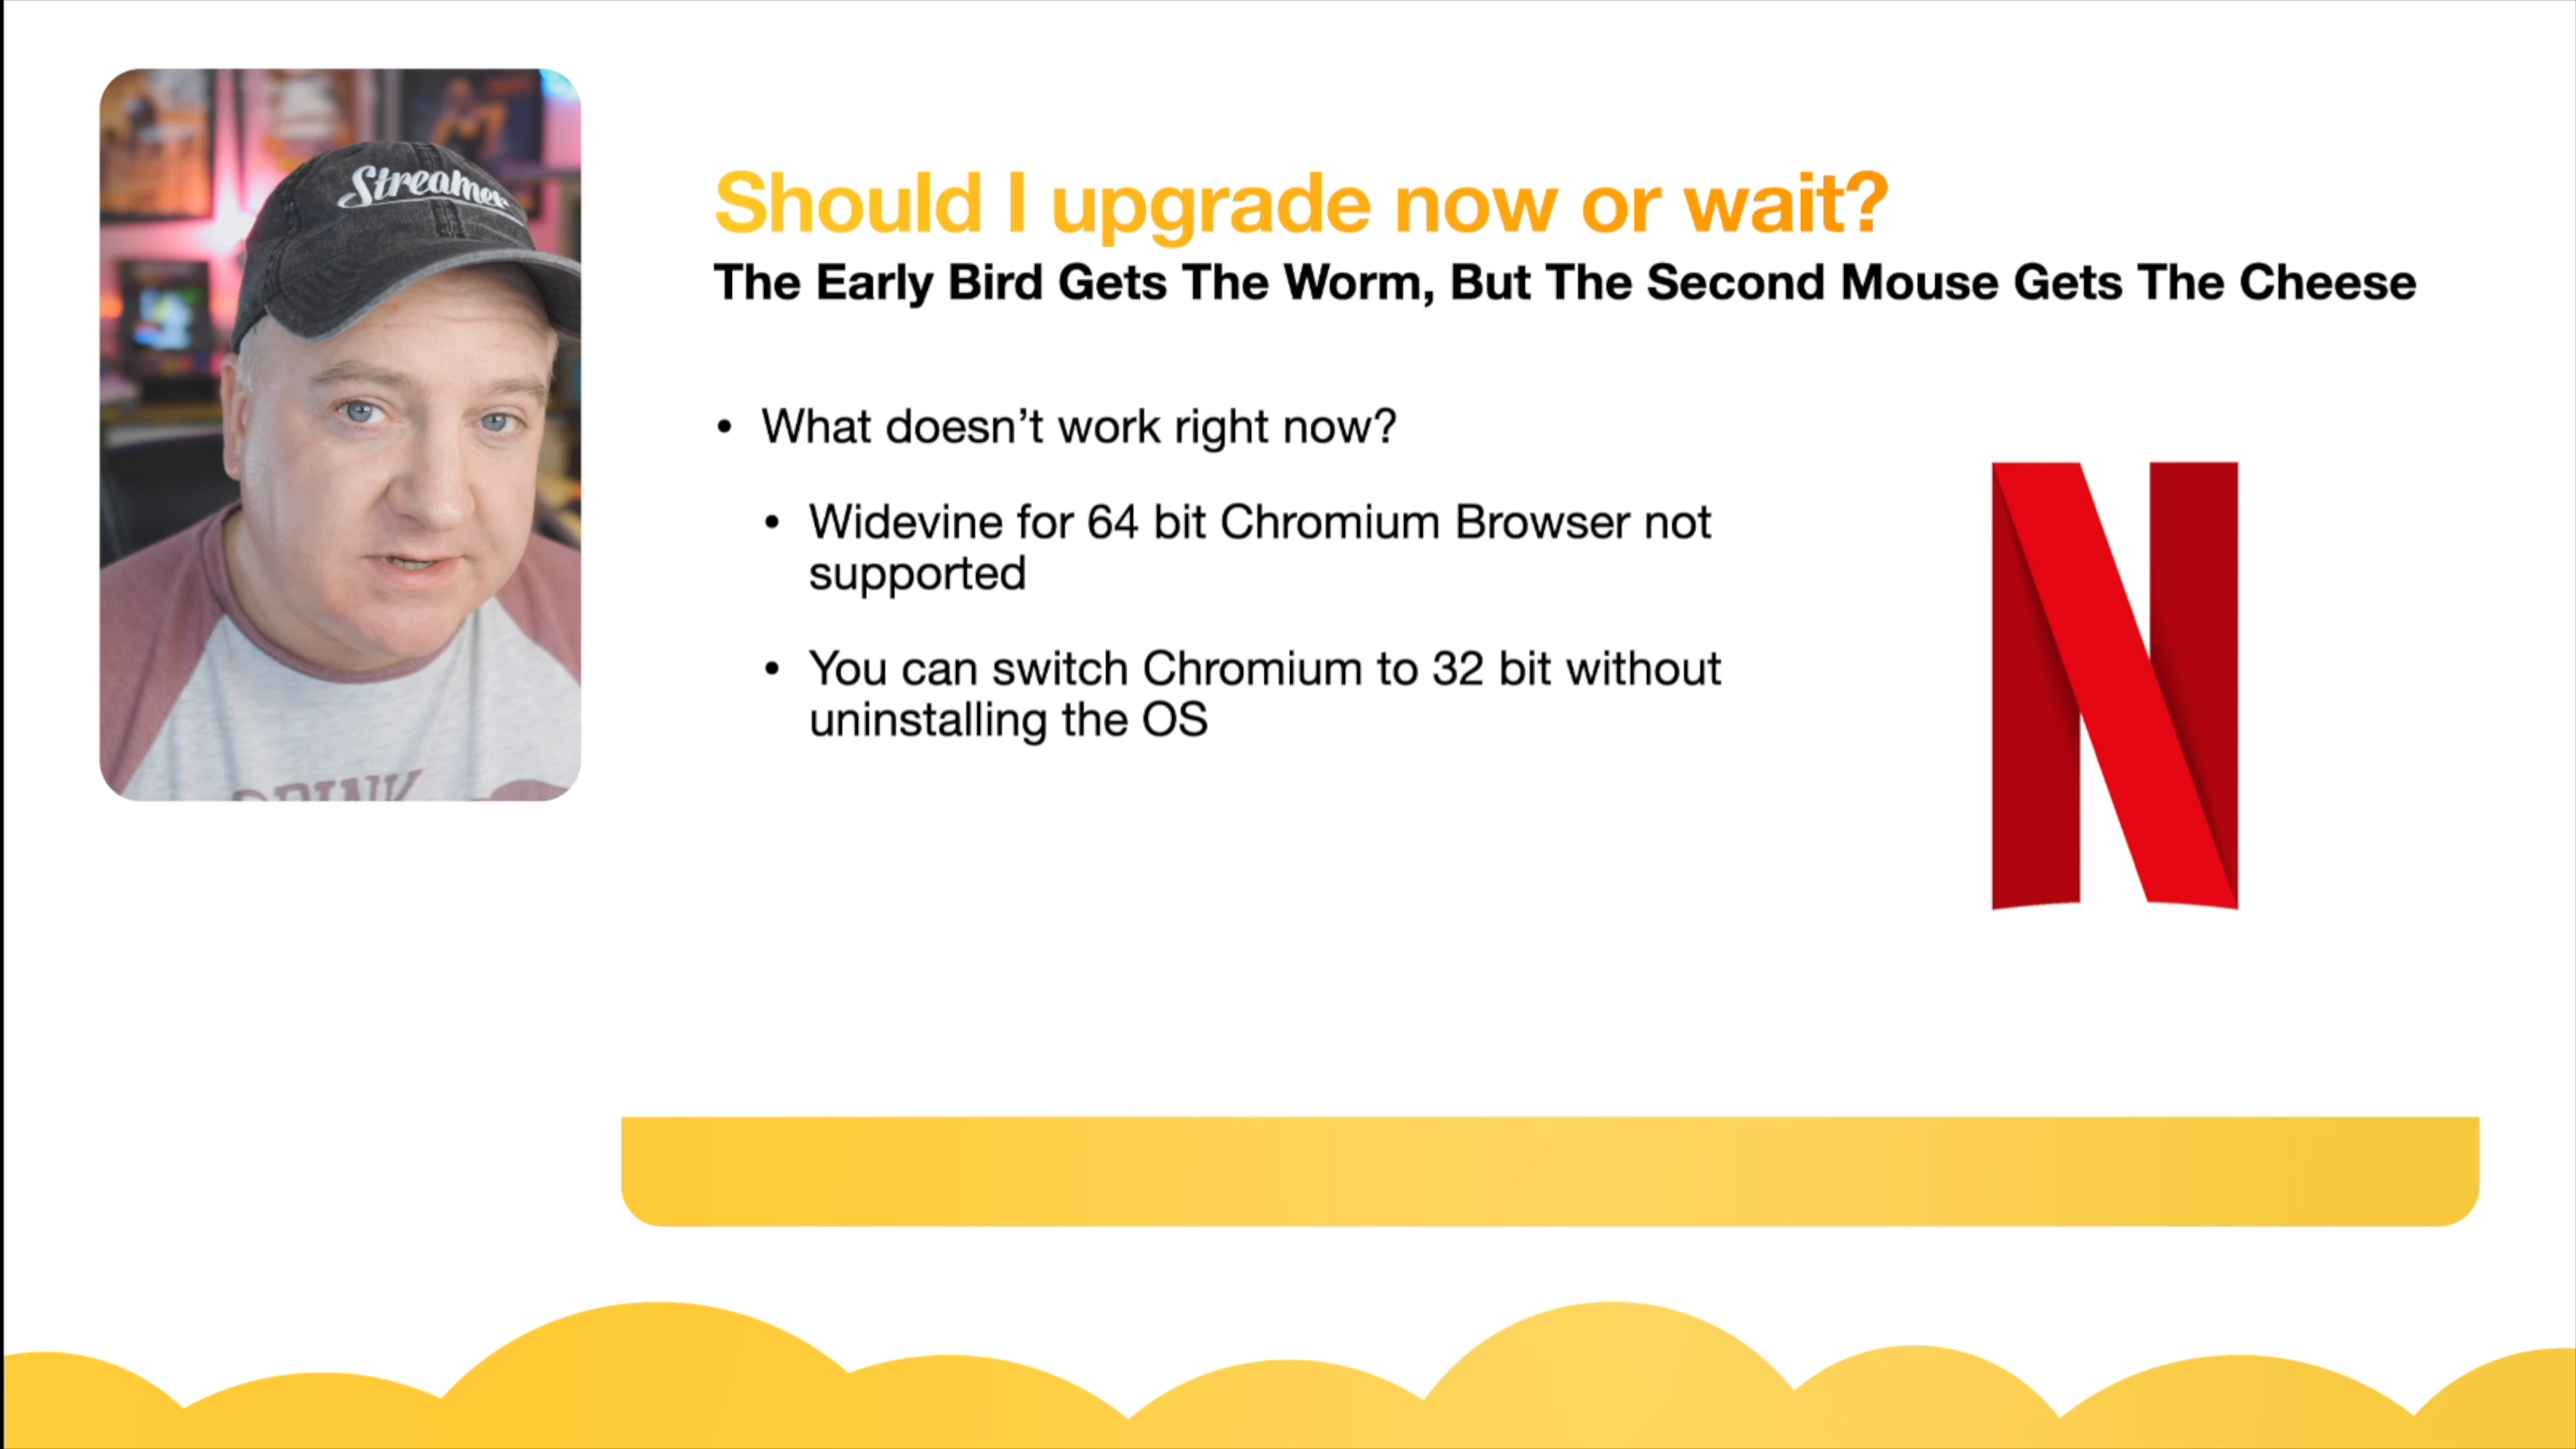 Streamer
DRINK
Should I upgrade now or wait?
The Early Bird Gets The Worm, But The Second Mouse Gets The Cheese
• What doesn’t work right now?
• Widevine for 64 bit Chromium Browser not
supported
• You can switch Chromium to 32 bit without
uninstalling the OS
N